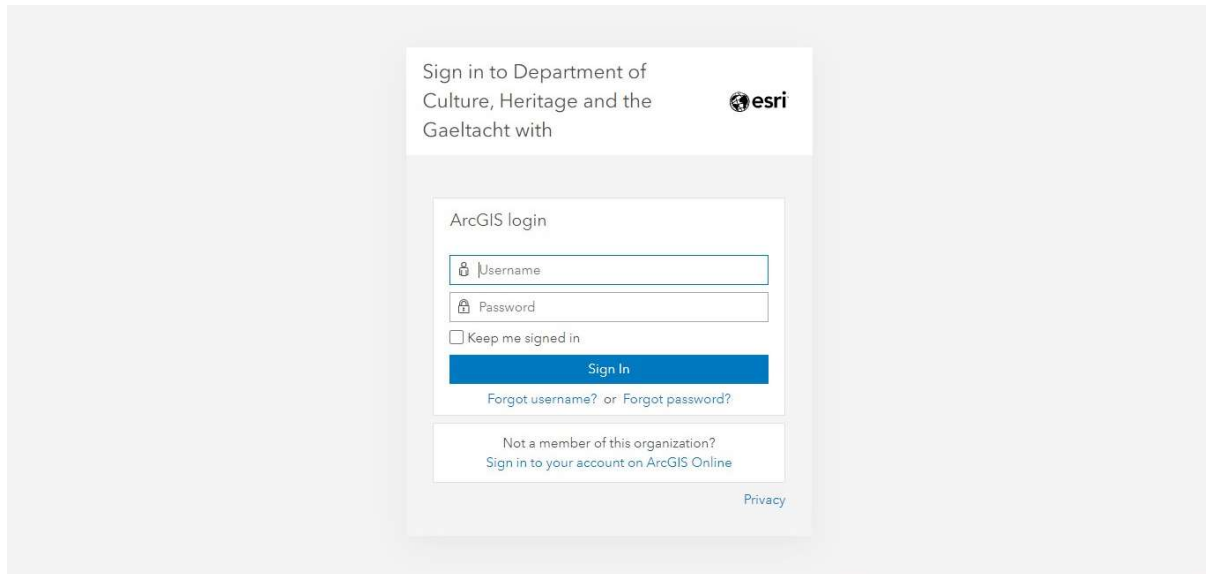 Sign in to Department of
Culture, Heritage and the
Gaeltacht with
esri
ArcGIS login
Username
Password
Keep me signed in
Sign In
Forgot username? or Forgot password?
Not a member of this organization?
Sign in to your account on ArcGIS Online
Privacy